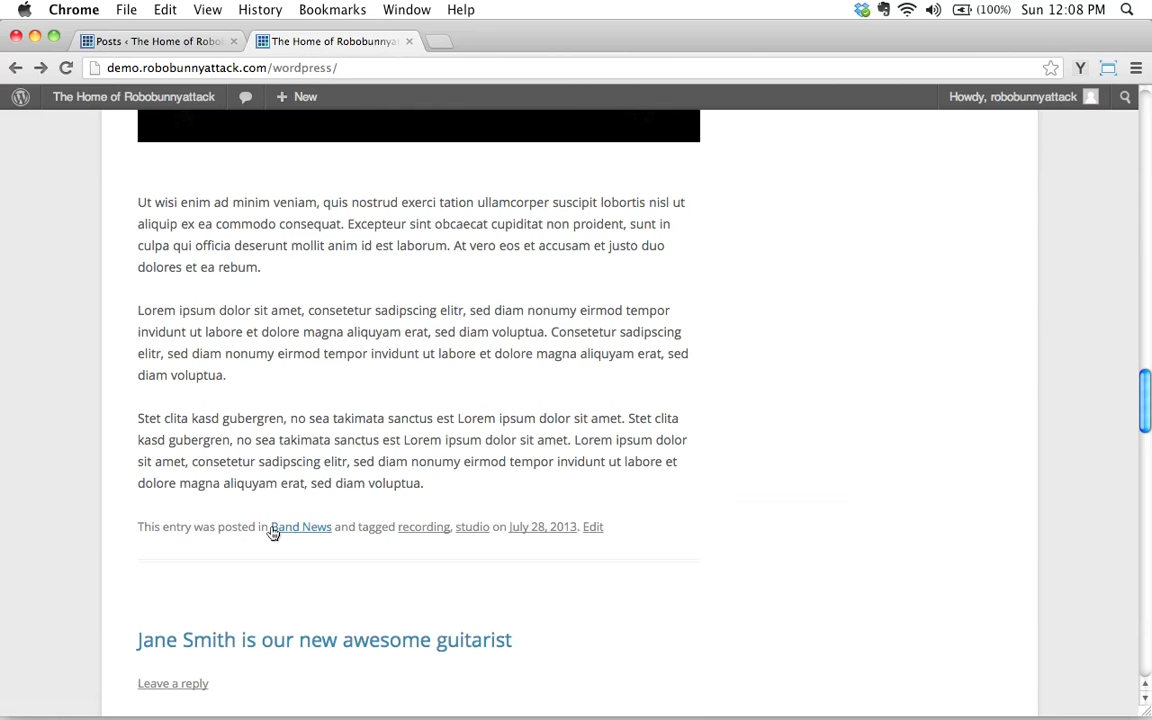 Chrome File Edit View History Bookmarks Window Help (100%) Sun 12:08 PM
Posts ‹ The Home of Robo The Home of Robobunnyat
demo.robobunnyattack.com/wordpress/
The Home of Robobunnyattack + New Howdy, robobunnyattack
Ut wisi enim ad minim veniam, quis nostrud exerci tation ullamcorper suscipit lobortis nisl ut
aliquip ex ea commodo consequat. Excepteur sint obcaecat cupiditat non proident, sunt in
culpa qui officia deserunt mollit anim id est laborum. At vero eos et accusam et justo duo
dolores et ea rebum.
Lorem ipsum dolor sit amet, consetetur sadipscing elitr, sed diam nonumy eirmod tempor
invidunt ut labore et dolore magna aliquyam erat, sed diam voluptua. Consetetur sadipscing
elitr, sed diam nonumy eirmod tempor invidunt ut labore et dolore magna aliquyam erat, sed
diam voluptua.
Stet clita kasd gubergren, no sea takimata sanctus est Lorem ipsum dolor sit amet. Stet clita
kasd gubergren, no sea takimata sanctus est Lorem ipsum dolor sit amet. Lorem ipsum dolor
sit amet, consetetur sadipscing elitr, sed diam nonumy eirmod tempor invidunt ut labore et
dolore magna aliquyam erat, sed diam voluptua.
This entry was posted in Band News and tagged recording, studio on July 28, 2013. Edit
Jane Smith is our new awesome guitarist
Leave a reply